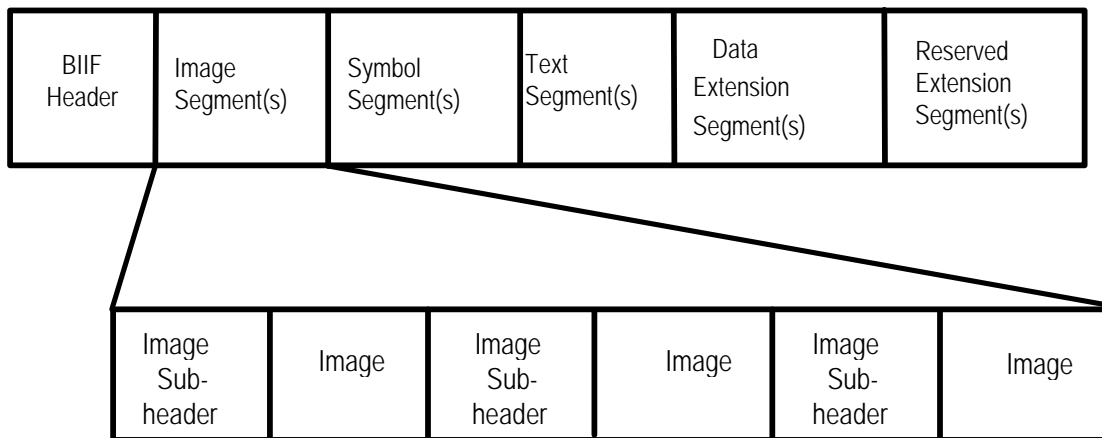 BIIF
Header
Image
Segment(s)
Symbol
Segment(s)
Text
Segment(s)
Data
Extension
Segment(s)
Reserved
Extension
Segment(s)
Image
Sub-
header
Image
Image
Sub-
header
Image
Image
Sub-
header
Image